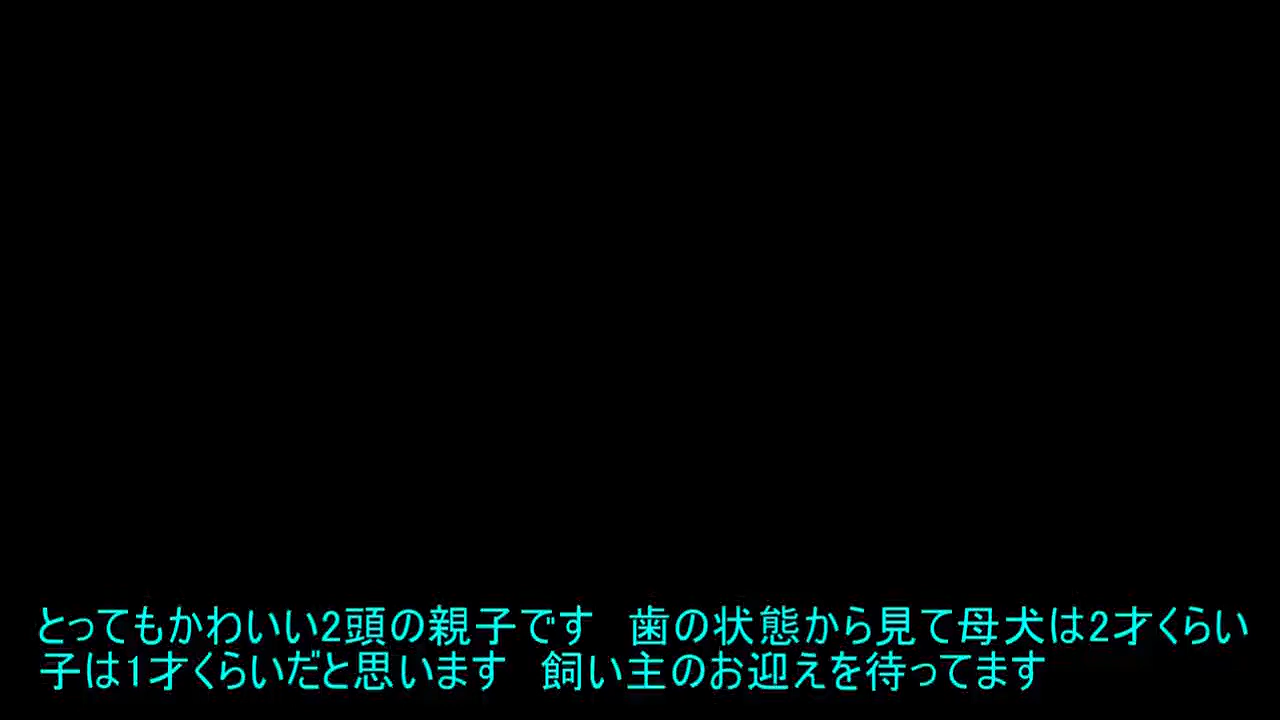 とってもかわいい2頭の親子です　歯の状態から見て母犬は2才くらい
子は1才くらいだと思います　飼い主のお迎えを待ってます